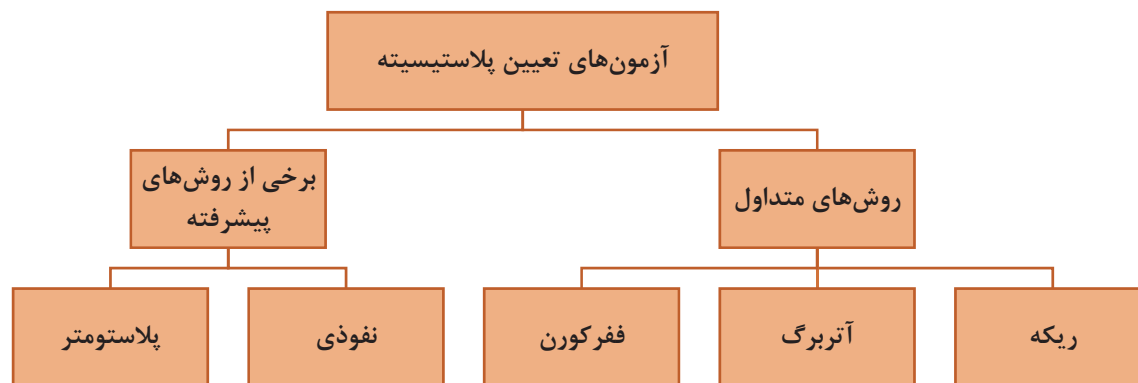 آزمون‌های تعیین پلاستیسیته
روش‌های متداول
برخی از روش‌های
پیشرفته
ریکه
آتربرگ
ففرکورن
نفوذی
پلاستومتر